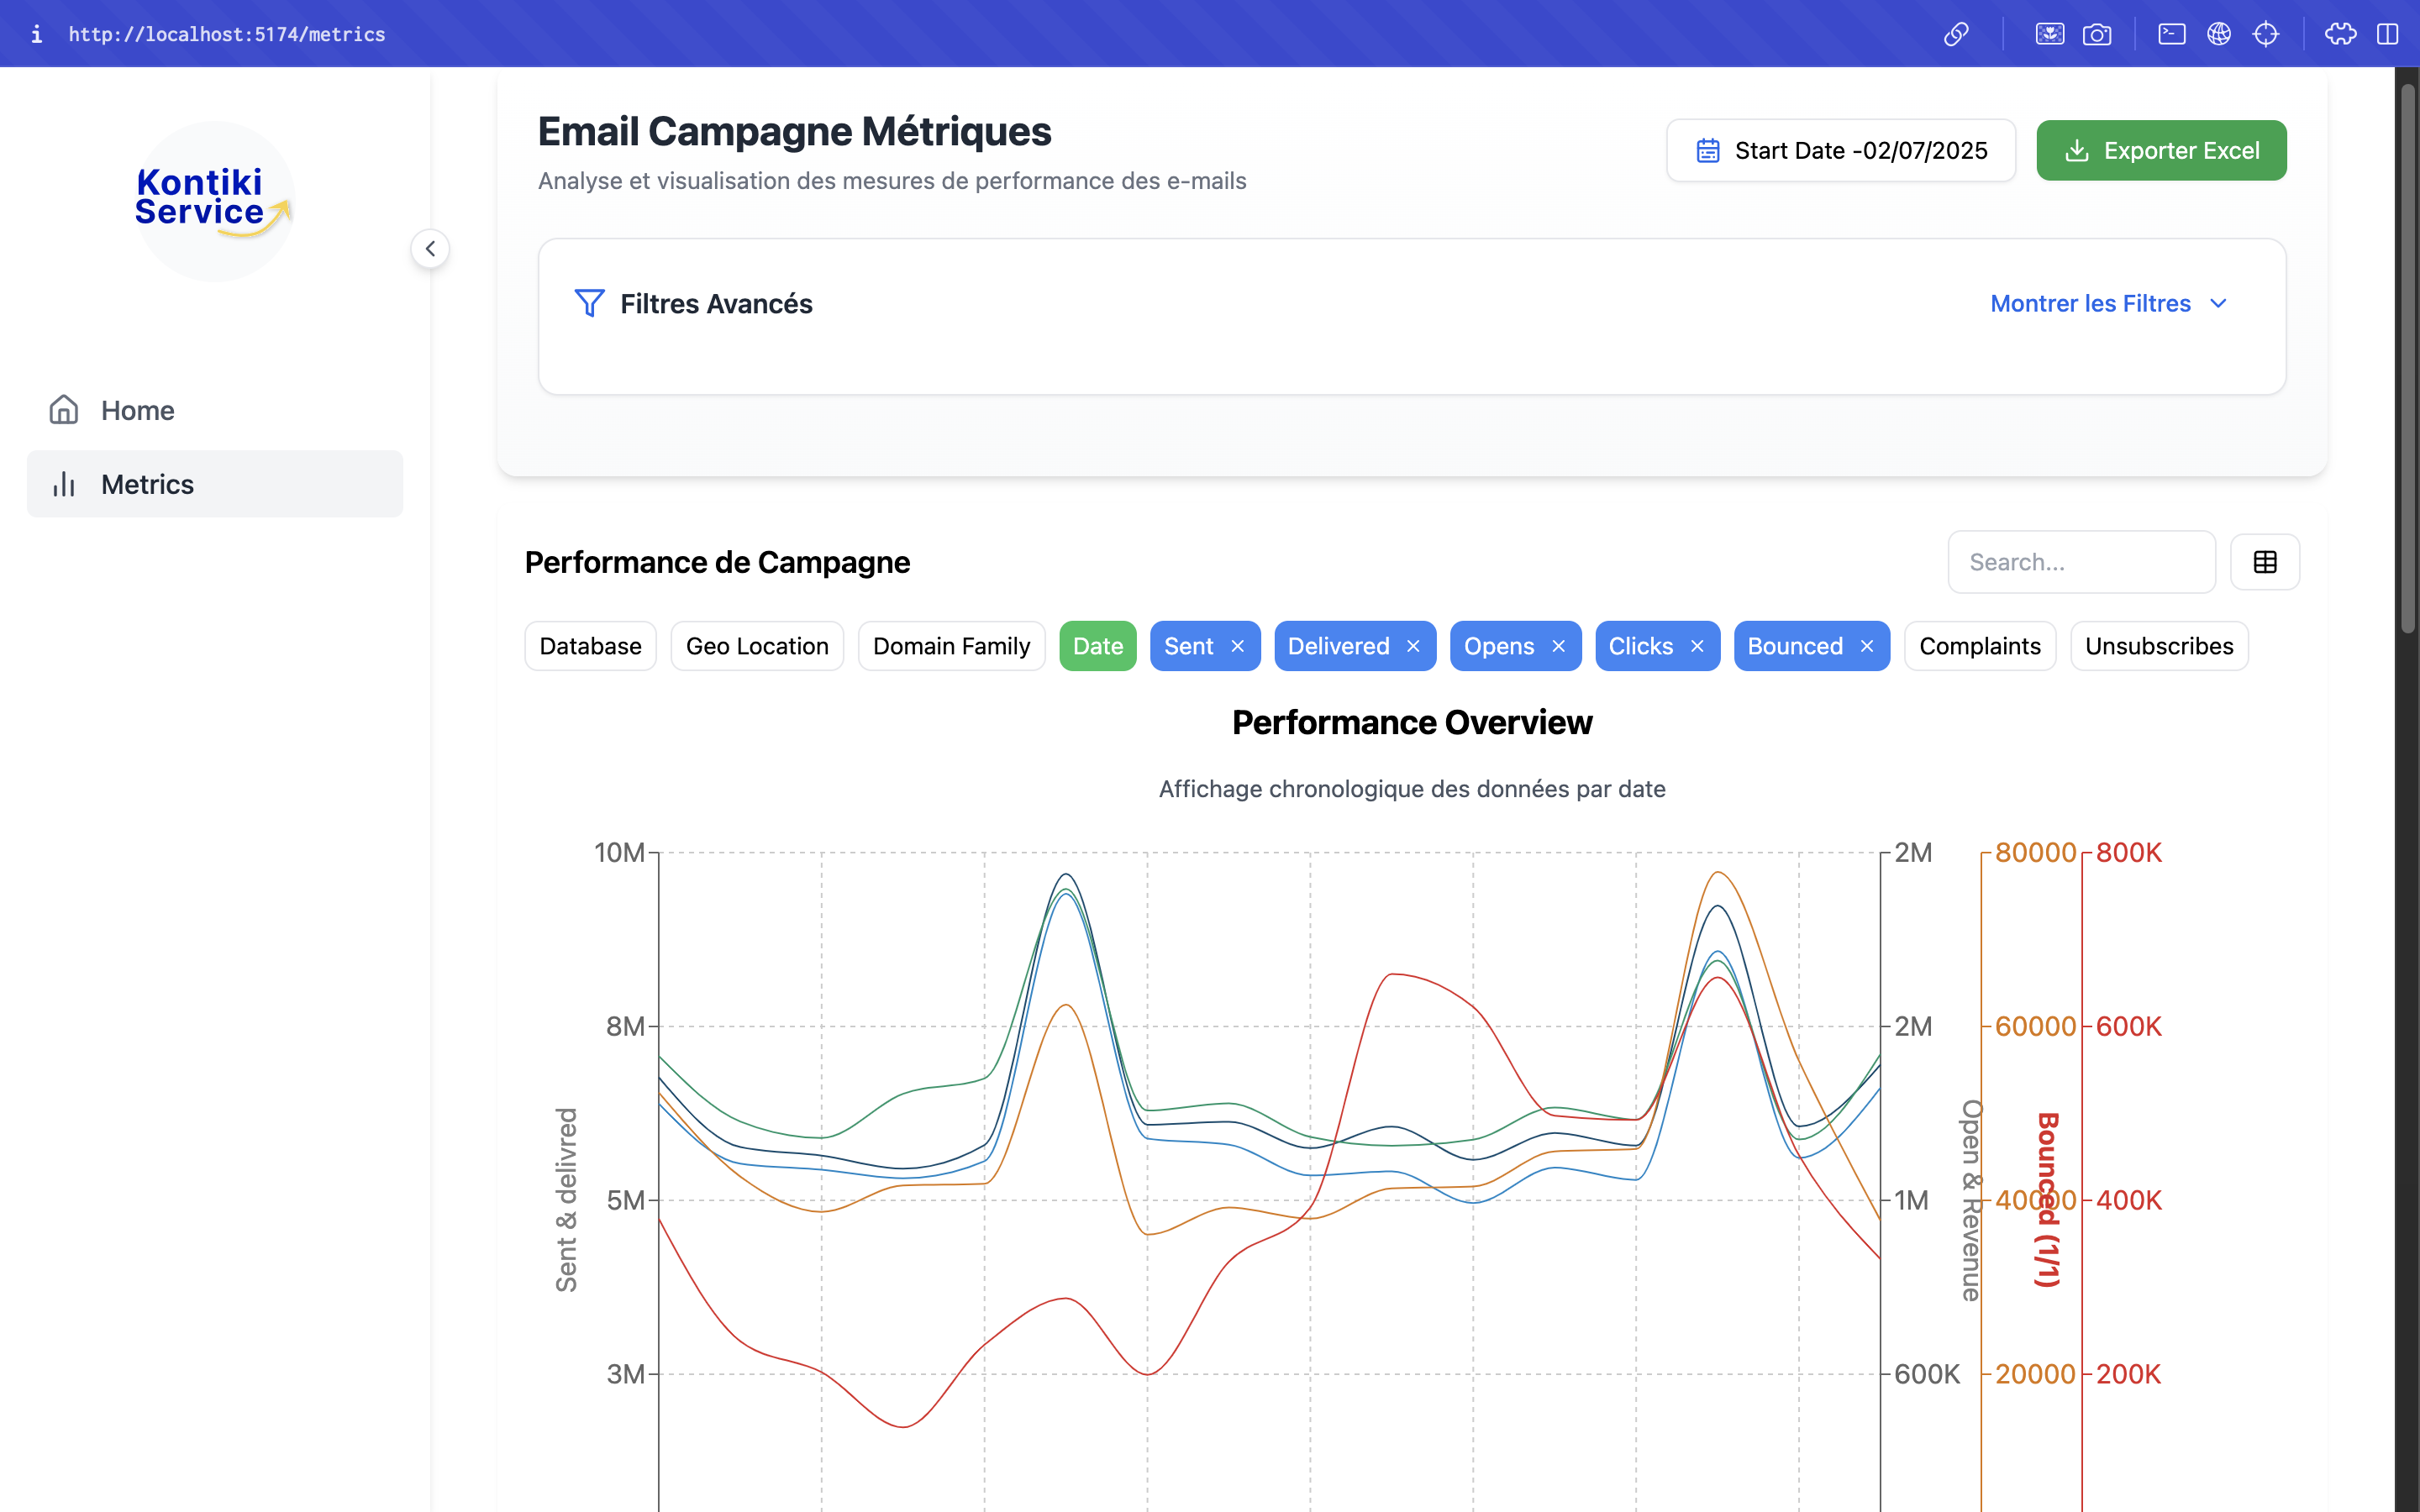 i http://localhost:5174/metrics
Kontiki
Service
Home
Metrics
Email Campagne Métriques
Analyse et visualisation des mesures de performance des e-mails
Start Date -02/07/2025
Exporter Excel
Filtres Avancés
Montrer les Filtres
Performance de Campagne
Search...
Database Geo Location Domain Family Date Sent × Delivered × Opens × Clicks × Bounced × Complaints Unsubscribes
Performance Overview
Affichage chronologique des données par date
10M
8M
5M
3M
Sent & delivred
2M
2M
1M
600K
Open & Revenue
80000
60000
40000
20000
Bounced (1/1)
800K
600K
400K
200K